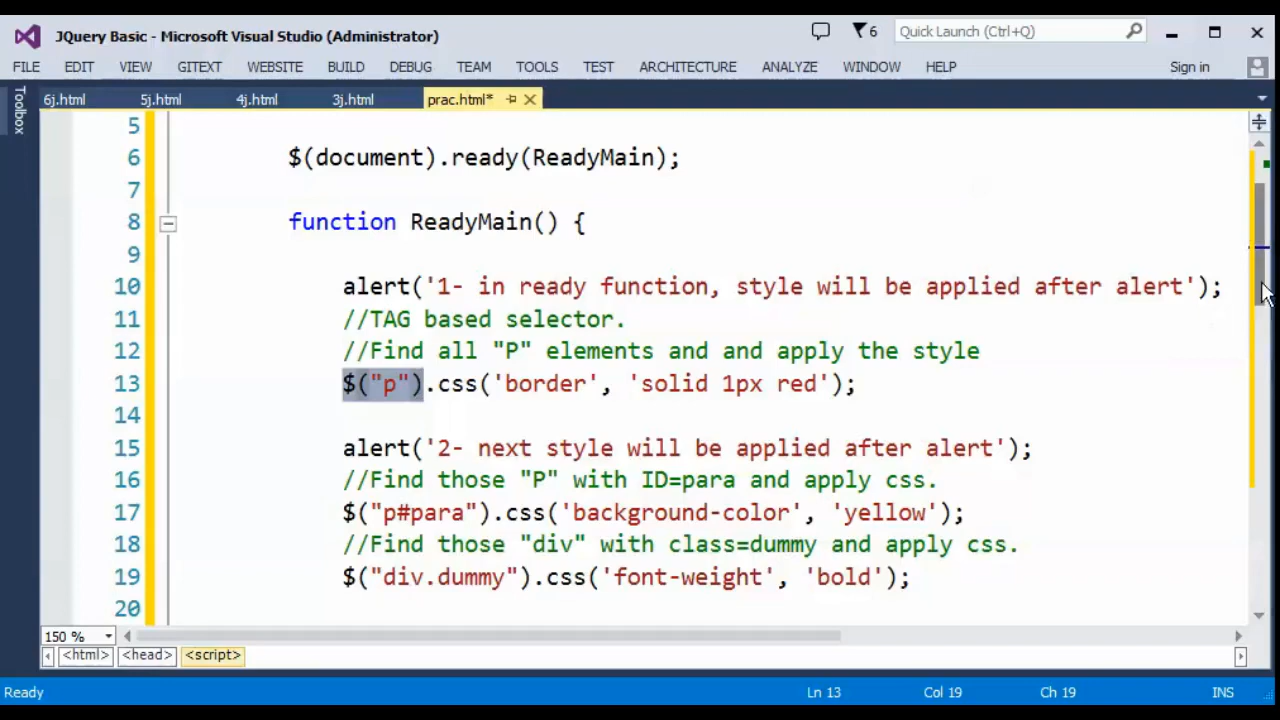 JQuery Basic - Microsoft Visual Studio (Administrator)
6
Quick Launch (Ctrl+Q)
FILE EDIT VIEW GITEXT WEBSITE BUILD DEBUG TEAM TOOLS TEST ARCHITECTURE ANALYZE WINDOW HELP Sign in
Toolbox
6j.html 5j.html 4j.html 3j.html prac.html*
5
6 $(document).ready(ReadyMain);
7
8 function ReadyMain() {
9
10 alert('1- in ready function, style will be applied after alert');
11 //TAG based selector.
12 //Find all "P" elements and and apply the style
13 $("p").css('border', 'solid 1px red');
14
15 alert('2- next style will be applied after alert');
16 //Find those "P" with ID=para and apply css.
17 $("p#para").css('background-color', 'yellow');
18 //Find those "div" with class=dummy and apply css.
19 $("div.dummy").css('font-weight', 'bold');
20
150 %
<html> <head> <script>
Ready Ln 13 Col 19 Ch 19 INS